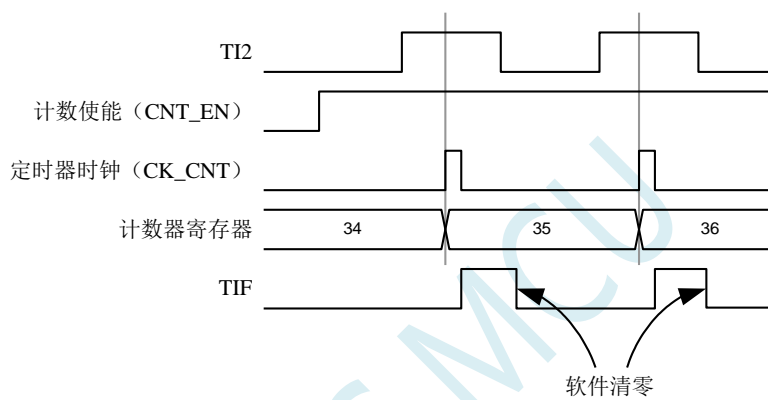 TI2
计数使能（CNT_EN）
定时器时钟（CK_CNT）
计数器寄存器 34 35 36
TIF
软件清零
MCU